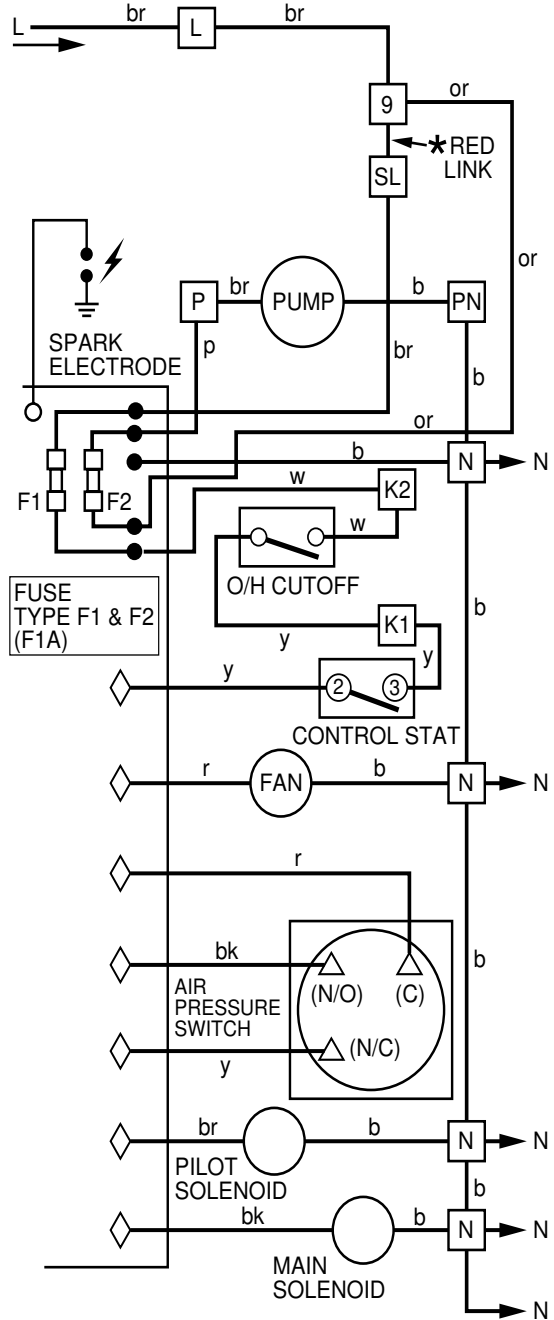 L
br
L
br
9
or
*RED
LINK
SL
or
SPARK
ELECTRODE
P
br
PUMP
b
PN
p
br
b
or
b
N
N
F1
F2
w
K2
w
O/H CUTOFF
FUSE
TYPE F1 & F2
(F1A)
y
K1
y
b
y
2
3
CONTROL STAT
r
FAN
b
N
N
r
bk
AIR
PRESSURE
SWITCH
(N/O)
(C)
b
(N/C)
y
br
b
N
N
PILOT
SOLENOID
b
bk
b
N
N
MAIN
SOLENOID
N